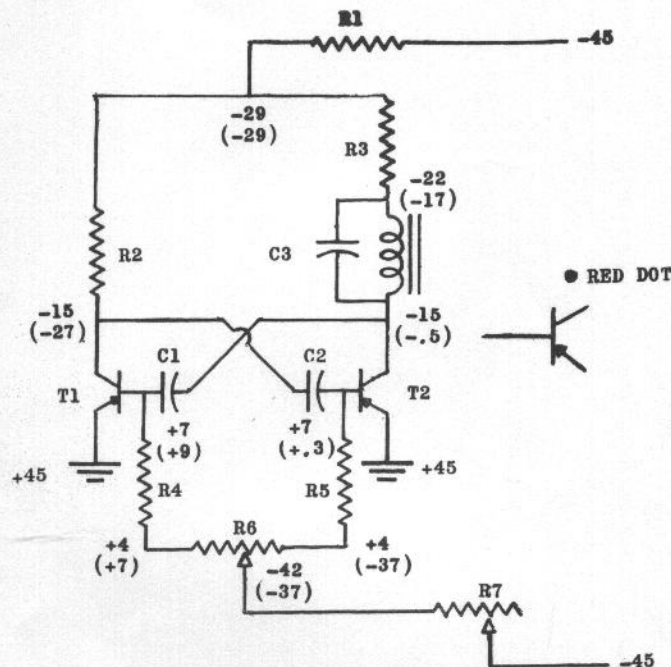 R1
-45
-29
(-29)
R3
-22
(-17)
R2
C3
RED DOT
-15
(-27)
-15
(-.5)
C1
C2
T1
T2
+7
(+9)
+7
(+.3)
+45
+45
R4
R5
R6
+4
(+7)
-42
(-37)
+4
(-37)
R7
-45